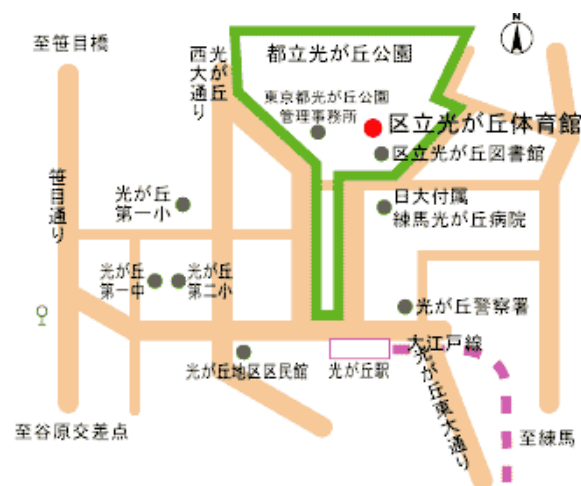 N
至笹目橋
光が丘
西大通り
都立光が丘公園
東京都光が丘公園
管理事務所
区立光が丘体育館
区立光が丘図書館
笹目通り
光が丘
第一小
日大付属
練馬光が丘病院
光が丘
第一中
光が丘
第二小
光が丘警察署
大江戸線
光が丘地区区民館
光が丘駅
光が丘東大通り
至谷原交差点
至練馬